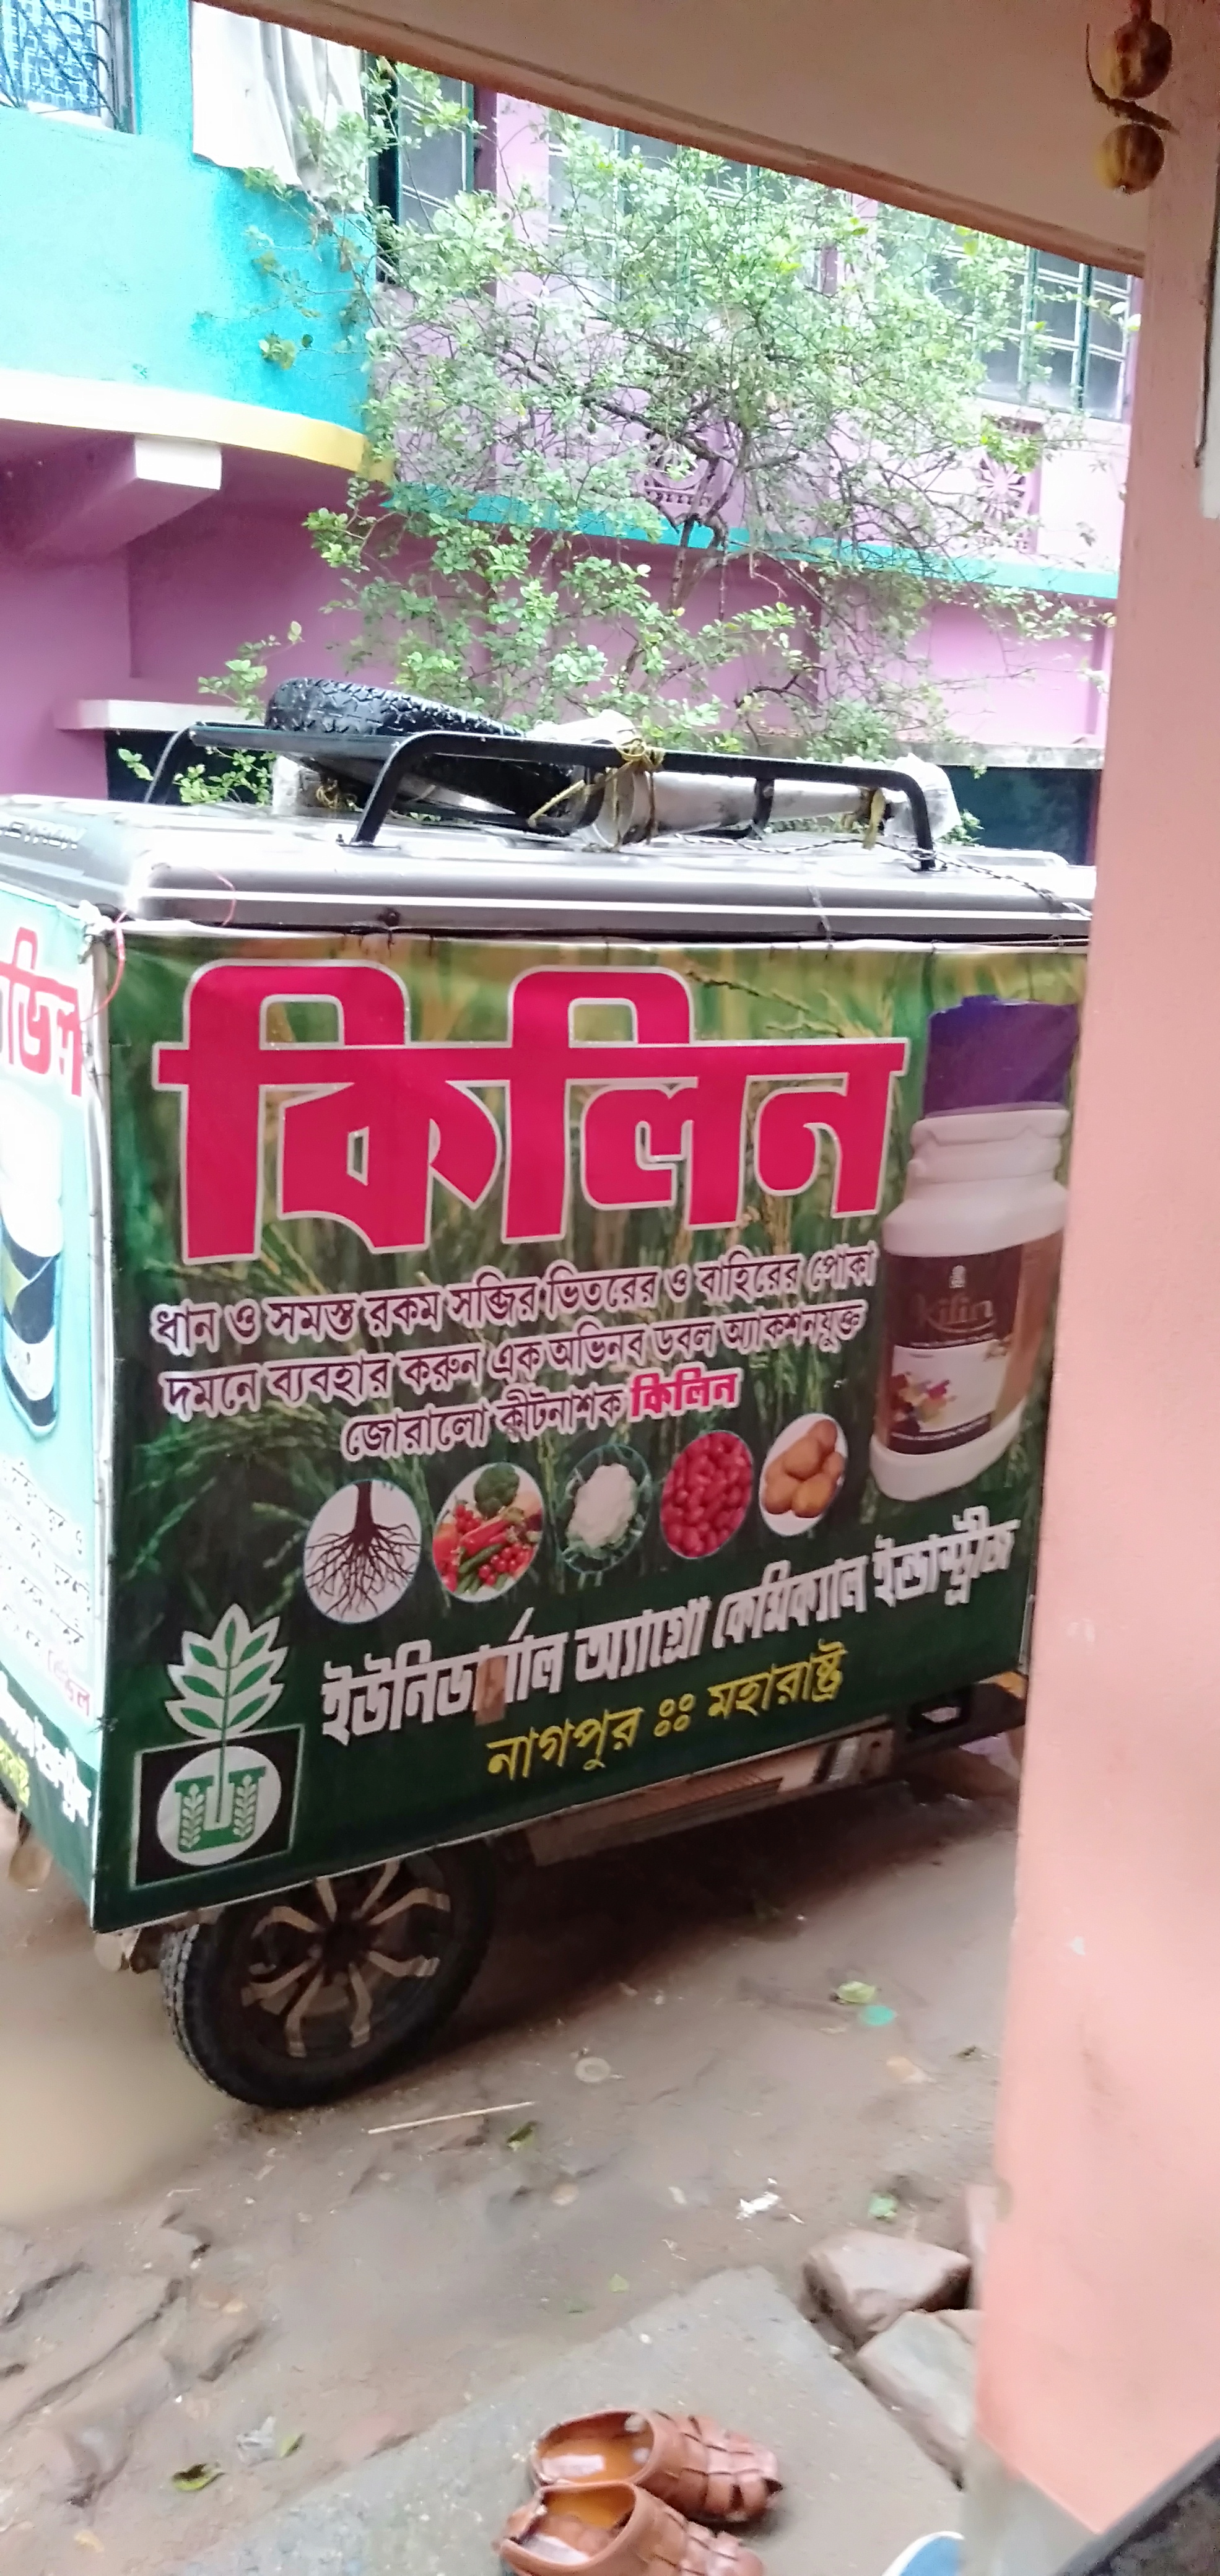 কিলিন
ধান ও সমস্ত রকম সব্জির ভিতরের ও বাহিরের পোকা
দমনে ব্যবহার করুন এক অভিনব ডবল অ্যাকশনযুক্ত
জোরালো কীটনাশক কিলিন
kilin
ইউনিভার্সাল অ্যাগ্রো কেমিক্যাল ইন্ডাস্ট্রীজ
নাগপুর ঃঃ মহারাষ্ট্র
U